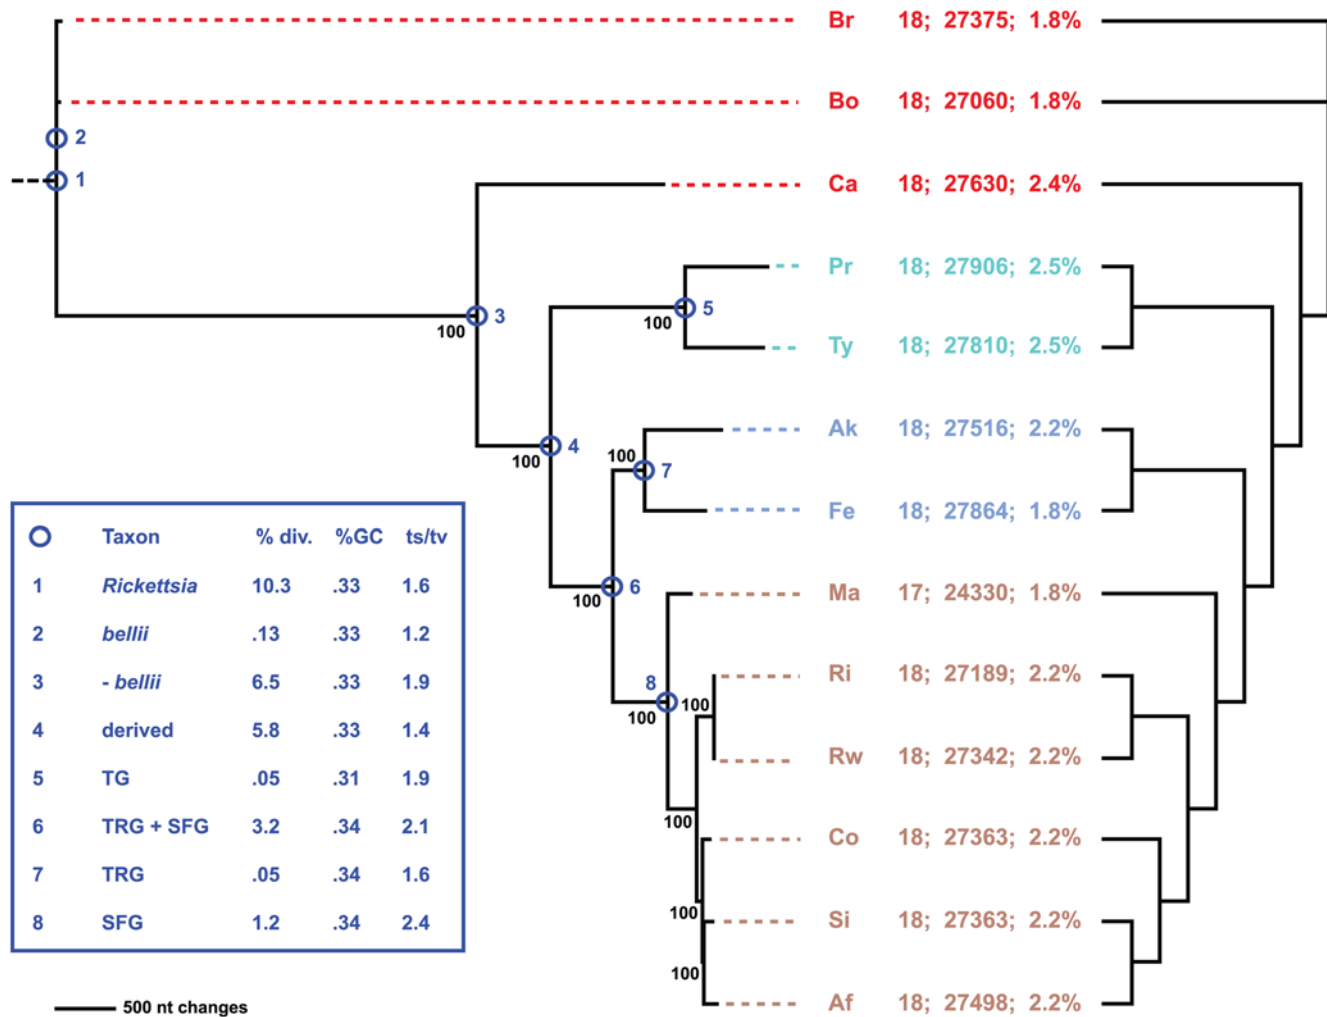 Br 18; 27375; 1.8%
Bo 18; 27060; 1.8%
2
1
Ca 18; 27630; 2.4%
Pr 18; 27906; 2.5%
5
3
100
100
Ty 18; 27810; 2.5%
Ak 18; 27516; 2.2%
4
100
100
7
Fe 18; 27864; 1.8%
Taxon % div. %GC ts/tv
1 Rickettsia 10.3 .33 1.6
2 bellii .13 .33 1.2
3 - bellii 6.5 .33 1.9
4 derived 5.8 .33 1.4
5 TG .05 .31 1.9
6 TRG + SFG 3.2 .34 2.1
7 TRG .05 .34 1.6
8 SFG 1.2 .34 2.4
6
100
Ma 17; 24330; 1.8%
Ri 18; 27189; 2.2%
8
100
100
Rw 18; 27342; 2.2%
100
Co 18; 27363; 2.2%
100
Si 18; 27363; 2.2%
100
Af 18; 27498; 2.2%
500 nt changes